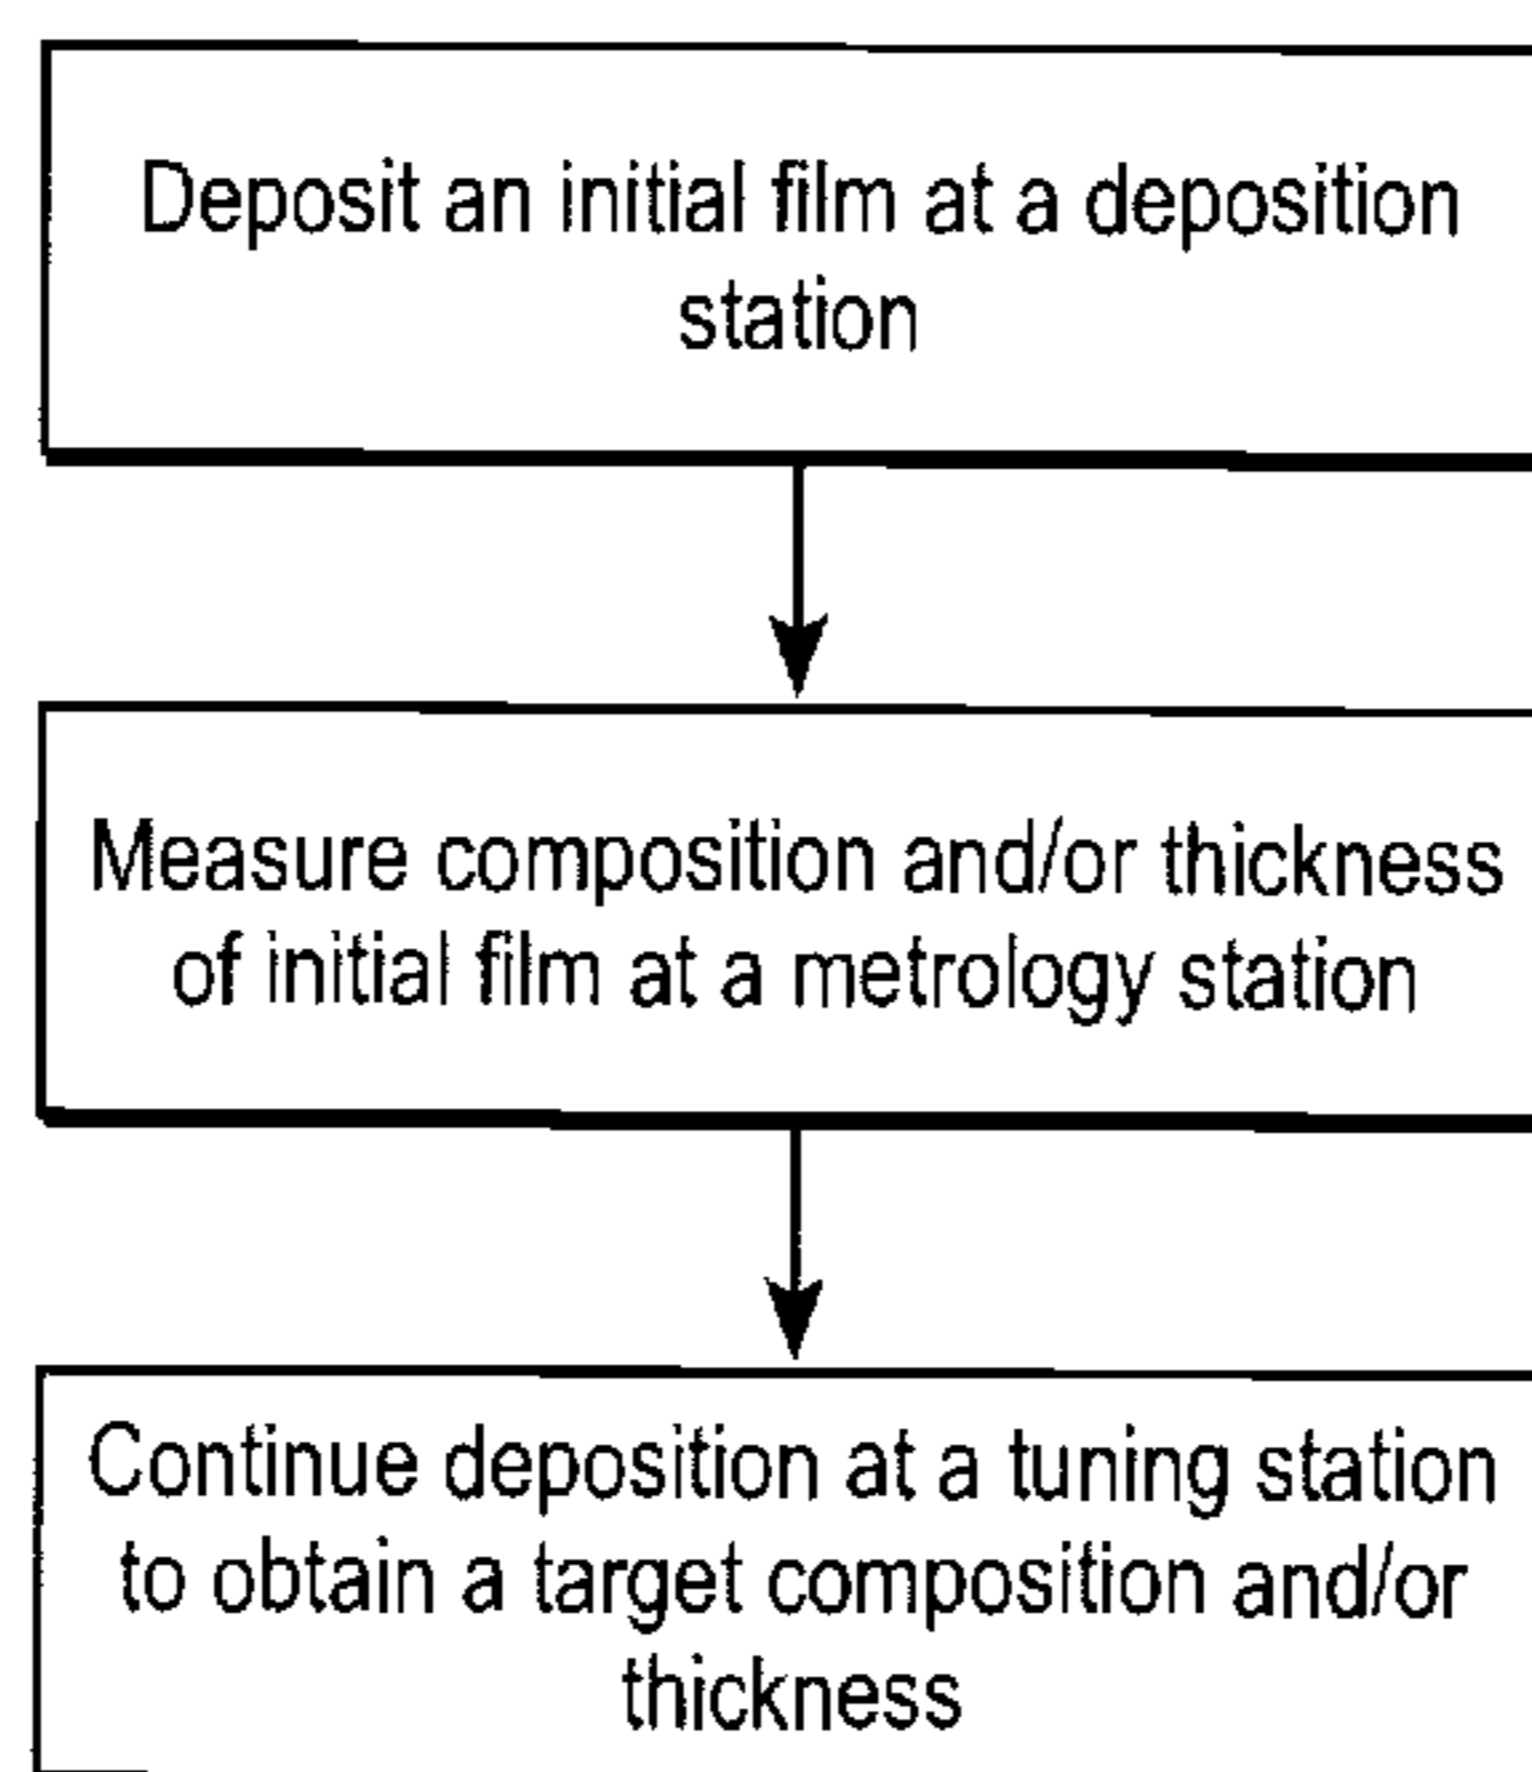 Deposit an initial film at a deposition
station
Measure composition and/or thickness
of initial film at a metrology station
Continue deposition at a tuning station
to obtain a target composition and/or
thickness